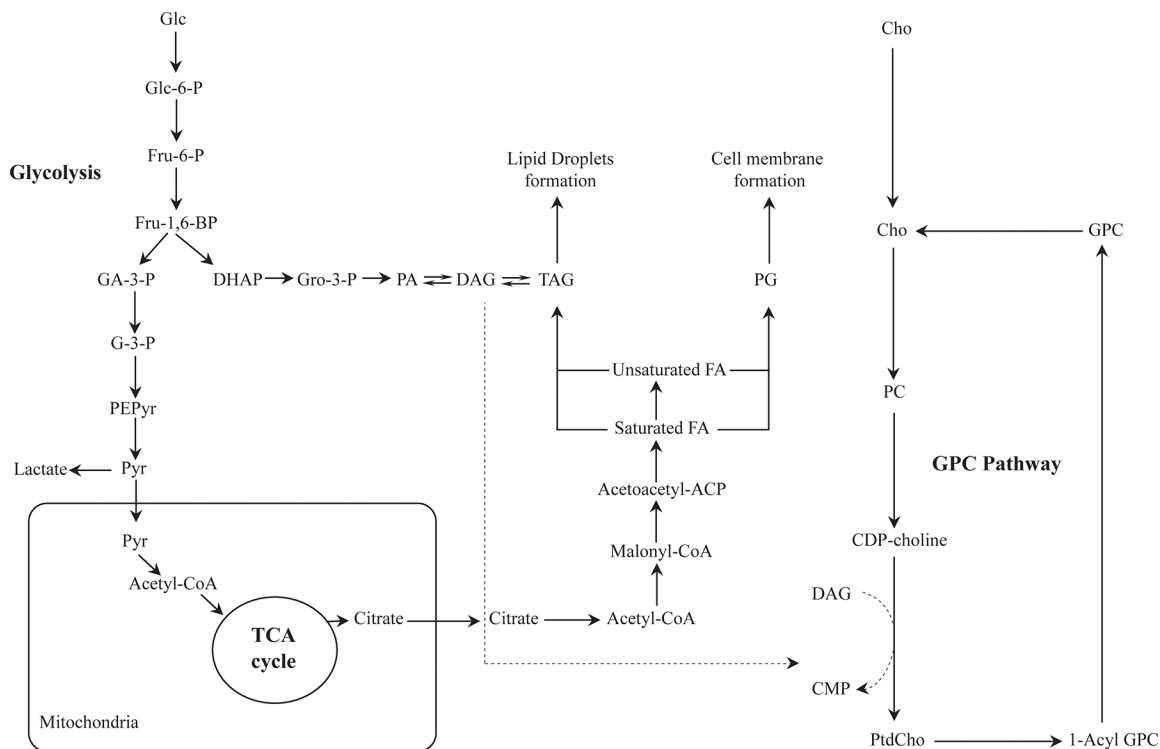 Glc
Glc-6-P
Glycolysis
Fru-6-P
Fru-1,6-BP
GA-3-P
DHAP
Gro-3-P
PA
DAG
TAG
Lipid Droplets
formation
Cell membrane
formation
PG
G-3-P
PEPyr
Lactate
Pyr
Unsaturated FA
Saturated FA
Acetoacetyl-ACP
Malonyl-CoA
Acetyl-CoA
Pyr
Acetyl-CoA
TCA
cycle
Citrate
Citrate
Mitochondria
Cho
Cho
GPC
PC
GPC Pathway
CDP-choline
DAG
CMP
PtdCho
1-Acyl GPC